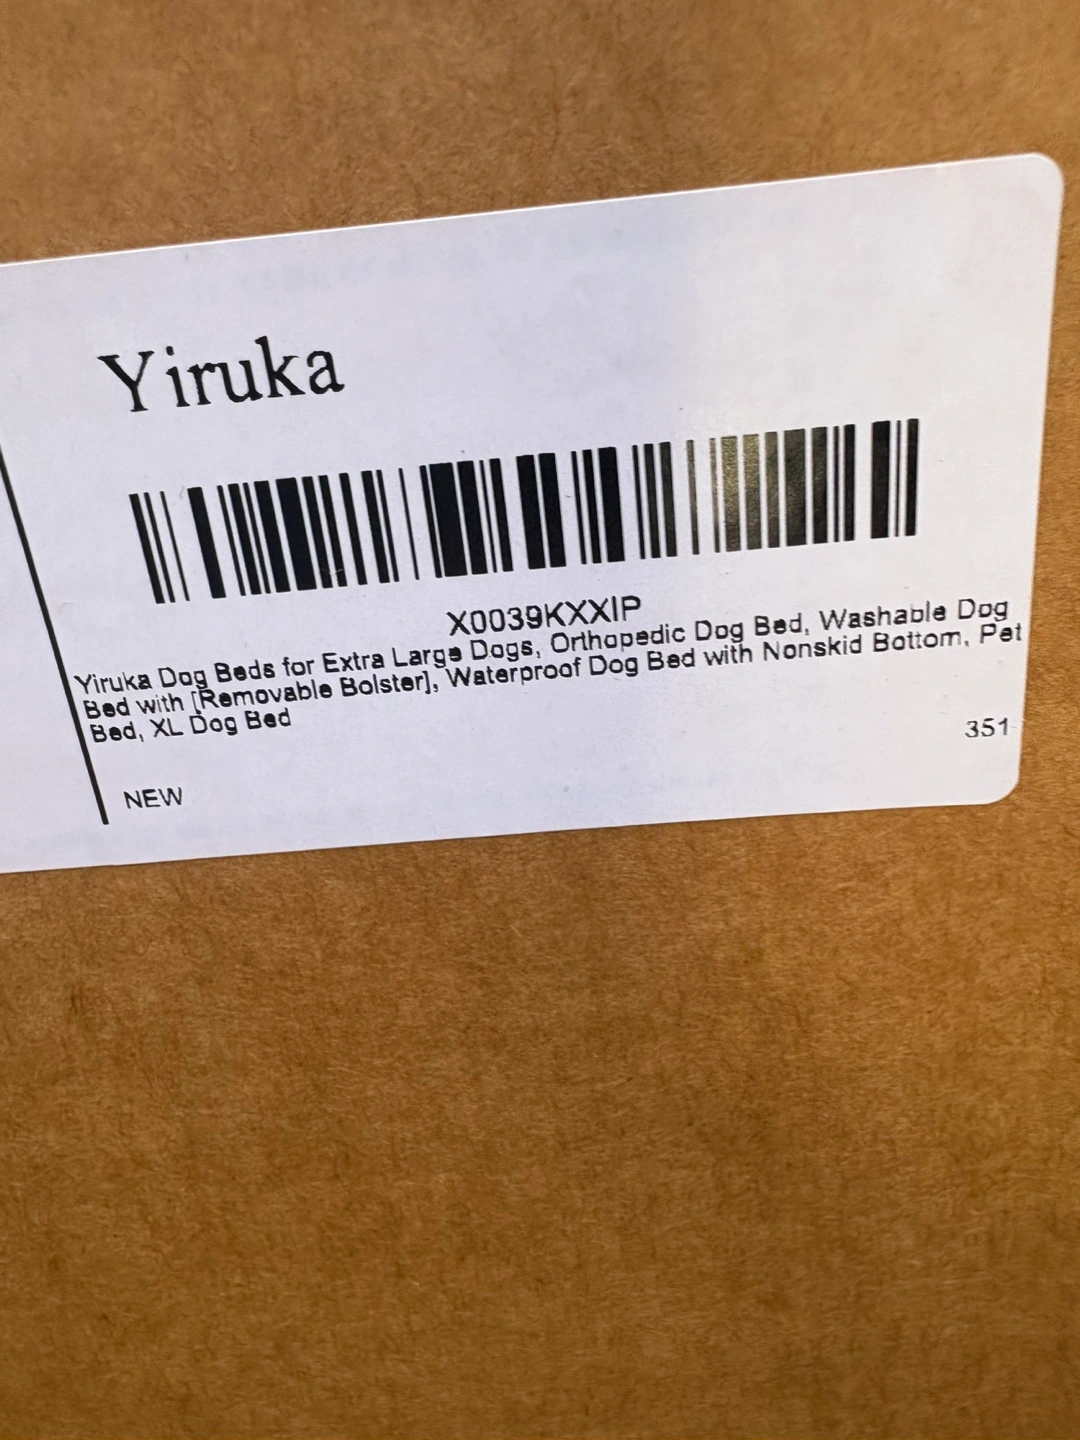 Yiruka
X0039KXXIP
Yiruka Dog Beds for Extra Large Dogs, Orthopedic Dog Bed, Washable Dog
Bed with [Removable Bolster], Waterproof Dog Bed with Nonskid Bottom, Pet
Bed, XL Dog Bed
NEW
351